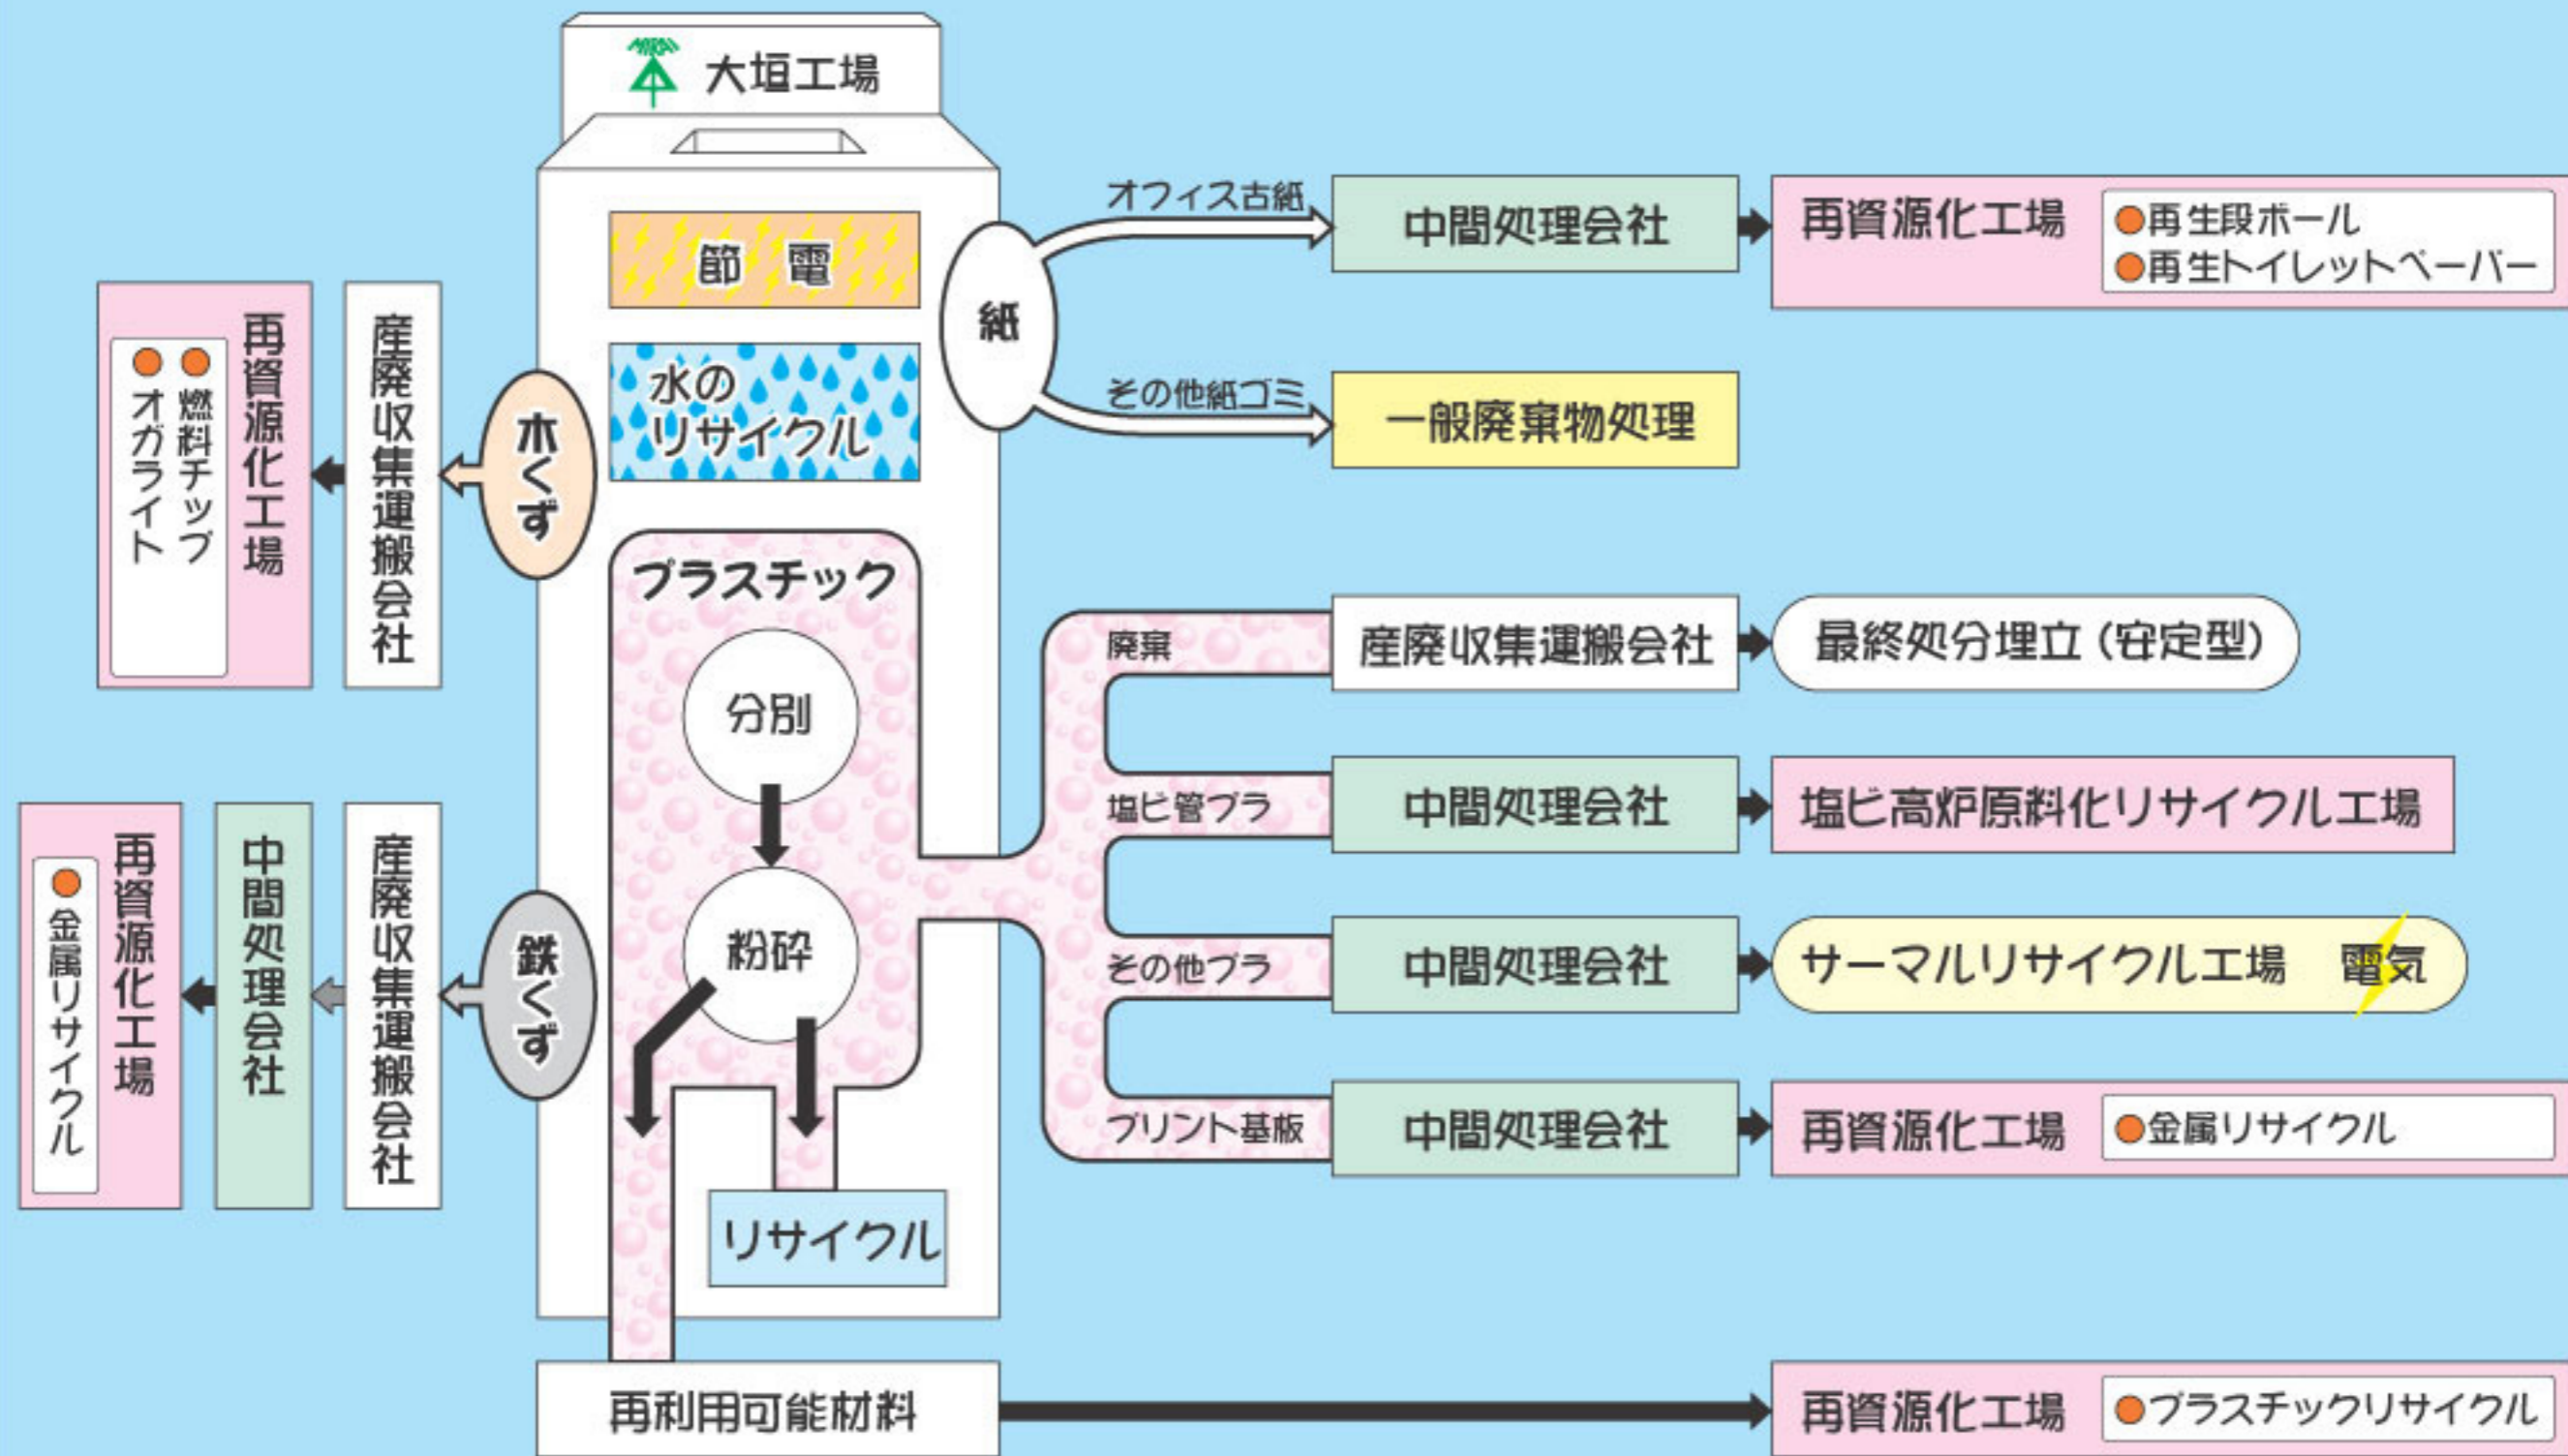 MIRAI
大垣工場
節 電
水の
リサイクル
プラスチック
分別
粉砕
リサイクル
再利用可能材料
木くず
産廃収集運搬会社
再資源化工場
●燃料チップ
●オガライト
鉄くず
産廃収集運搬会社
中間処理会社
再資源化工場
●金属リサイクル
紙
オフィス古紙
中間処理会社
再資源化工場
●再生段ボール
●再生トイレットペーパー
その他紙ゴミ
一般廃棄物処理
廃棄
産廃収集運搬会社
最終処分埋立(安定型)
塩ビ管プラ
中間処理会社
塩ビ高炉原料化リサイクル工場
その他プラ
中間処理会社
サーマルリサイクル工場 電気
プリント基板
中間処理会社
再資源化工場
●金属リサイクル
再資源化工場
●プラスチックリサイクル